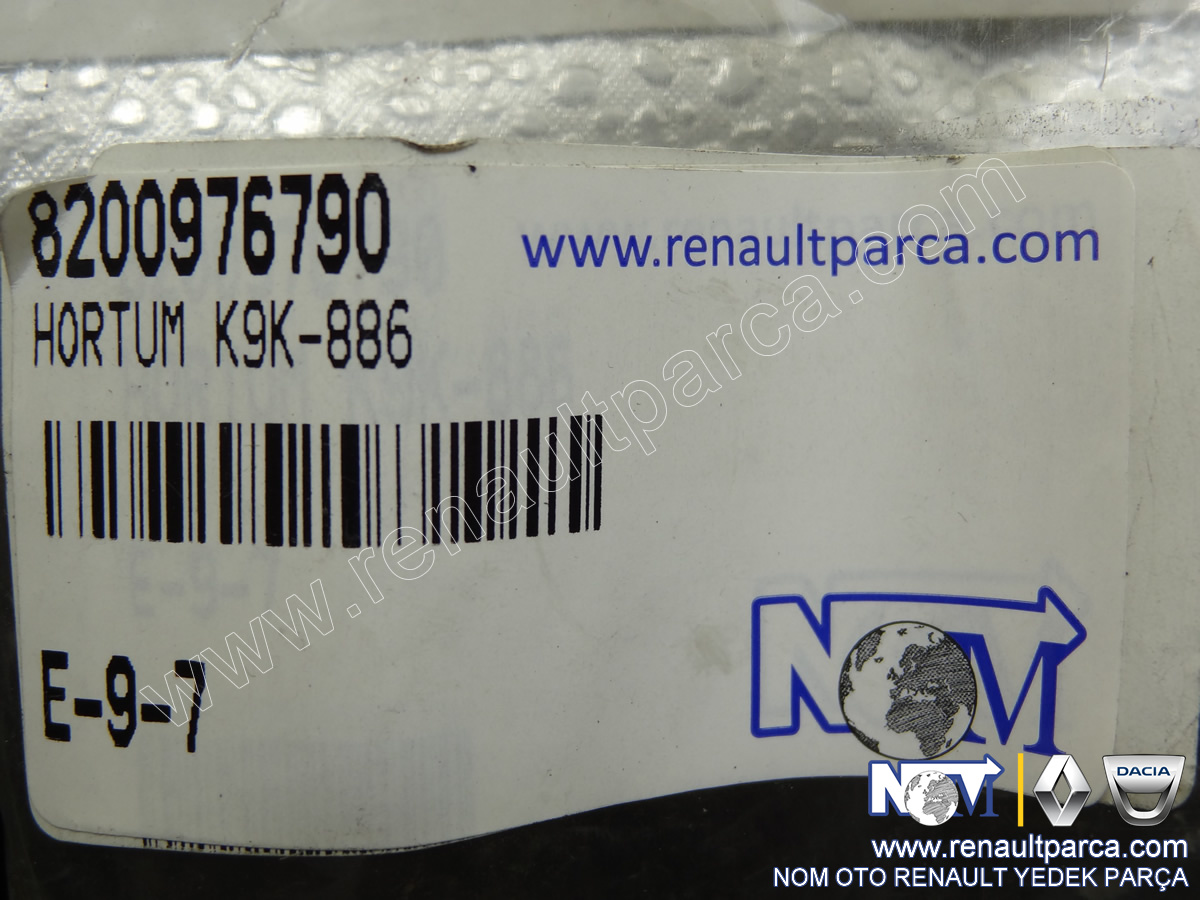 8200976790
www.renaultparca.com
HORTUM K9K-886
www.renaultparca.com
E-9-7
NOM
NOM
DACIA
www.renaultparca.com
NOM OTO RENAULT YEDEK PARÇA